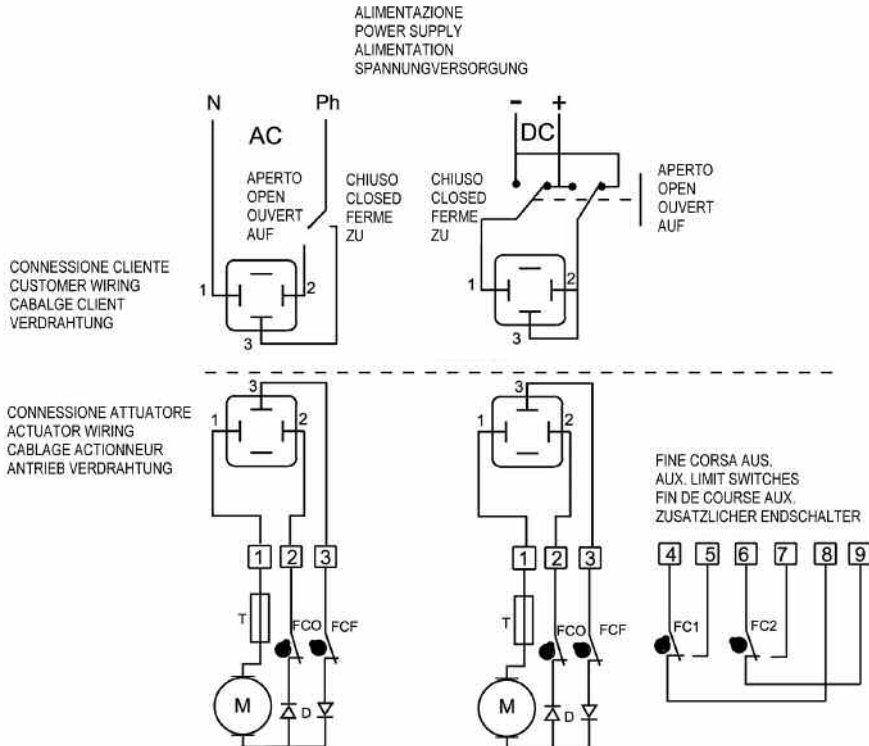 ALIMENTAZIONE
POWER SUPPLY
ALIMENTATION
SPANNUNGVERSORGUNG
N
Ph
AC
- +
DC
APERTO
OPEN
OUVERT
AUF
CHIUSO
CLOSED
FERME
ZU
CHIUSO
CLOSED
FERME
ZU
APERTO
OPEN
OUVERT
AUF
CONNESSIONE CLIENTE
CUSTOMER WIRING
CABALGE CLIENT
VERDRAHTUNG
1
2
3
1
2
3
CONNESSIONE ATTUATORE
ACTUATOR WIRING
CABLAGE ACTIONNEUR
ANTRIEB VERDRAHTUNG
3
1
2
3
1
2
FINE CORSA AUS.
AUX. LIMIT SWITCHES
FIN DE COURSE AUX.
ZUSATZLICHER ENDSCHALTER
1 2 3
1 2 3
4 5 6 7 8 9
T
FCO
FCF
T
FCO
FCF
FC1
FC2
M
D
M
D